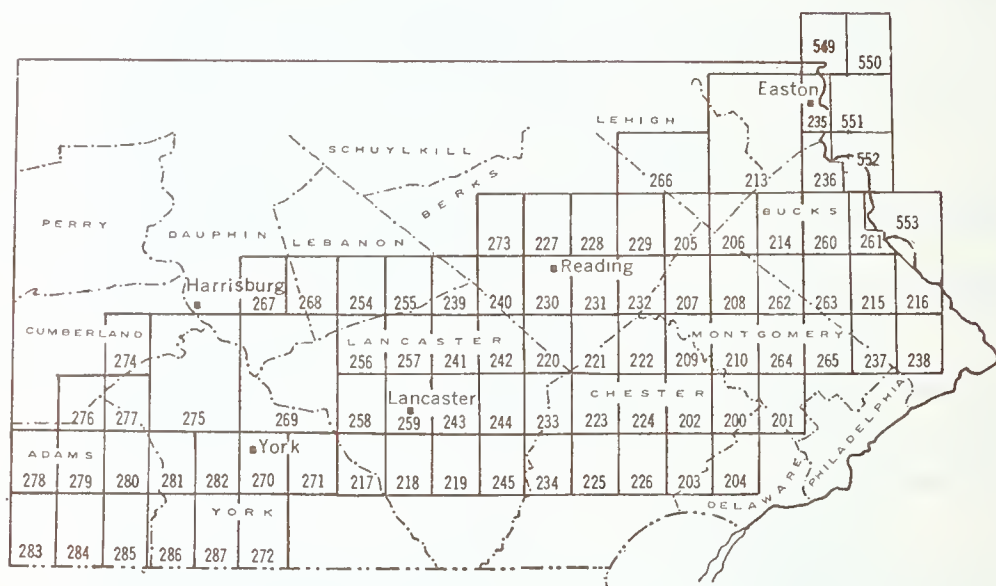 549
550
Easton
235 551
LEHIGH
552
SCHUYLKILL
266 213 236
BERKS
BUCKS
PERRY
553
DAUPHIN LEBANON
273 227 228 229 205 206 214 260 261
Reading
Harrisburg
267 268 254 255 239 240 230 231 232 207 208 262 263 215 216
CUMBERLAND
LANCASTER MONTGOMERY
274 256 257 241 242 220 221 222 209 210 264 265 237 238
CHESTER
Lancaster
276 277 275 269 258 259 243 244 233 223 224 202 200 201
PHILADELPHIA
York
ADAMS
278 279 280 281 282 270 271 217 218 219 245 234 225 226 203 204
DELAWARE
YORK
283 284 285 286 287 272